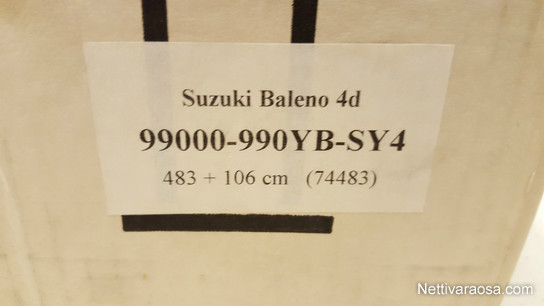 Suzuki Baleno 4d
99000-990YB-SY4
483 + 106 cm (74483)
Nettivaraosa.com